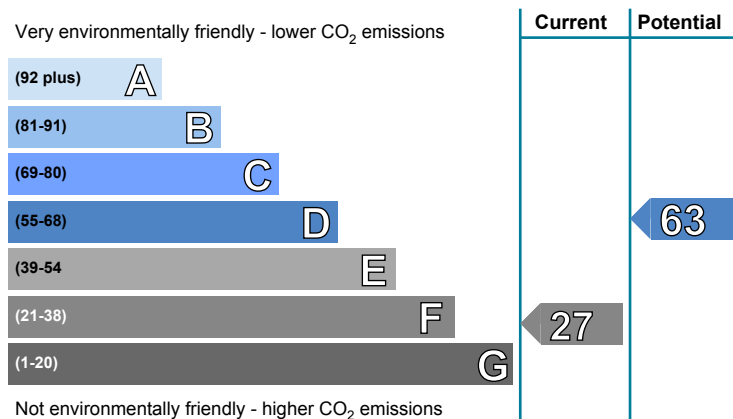 Current Potential
Very environmentally friendly - lower CO2 emissions
(92 plus) A
(81-91) B
(69-80) C
(55-68) D
63
(39-54 E
(21-38) F
27
(1-20) G
Not environmentally friendly - higher CO2 emissions